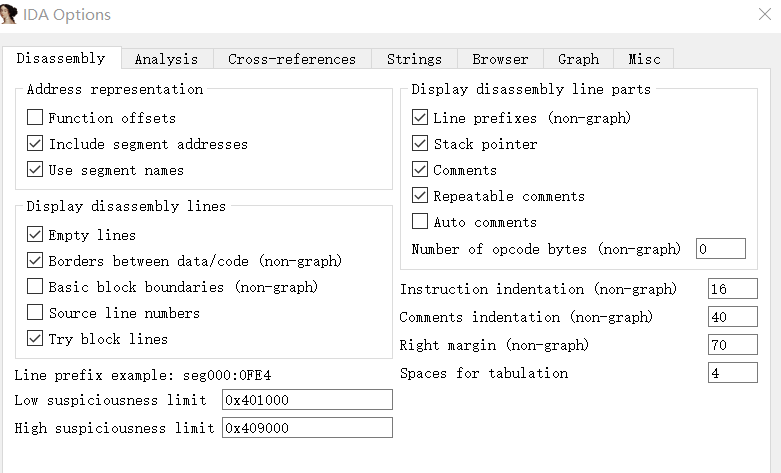 IDA Options
Disassembly Analysis Cross-references Strings Browser Graph Misc
Address representation
Function offsets
Include segment addresses
Use segment names
Display disassembly lines
Empty lines
Borders between data/code (non-graph)
Basic block boundaries (non-graph)
Source line numbers
Try block lines
Line prefix example: seg000:0FE4
Low suspiciousness limit 0x401000
High suspiciousness limit 0x409000
Display disassembly line parts
Line prefixes (non-graph)
Stack pointer
Comments
Repeatable comments
Auto comments
Number of opcode bytes (non-graph) 0
Instruction indentation (non-graph) 16
Comments indentation (non-graph) 40
Right margin (non-graph) 70
Spaces for tabulation 4